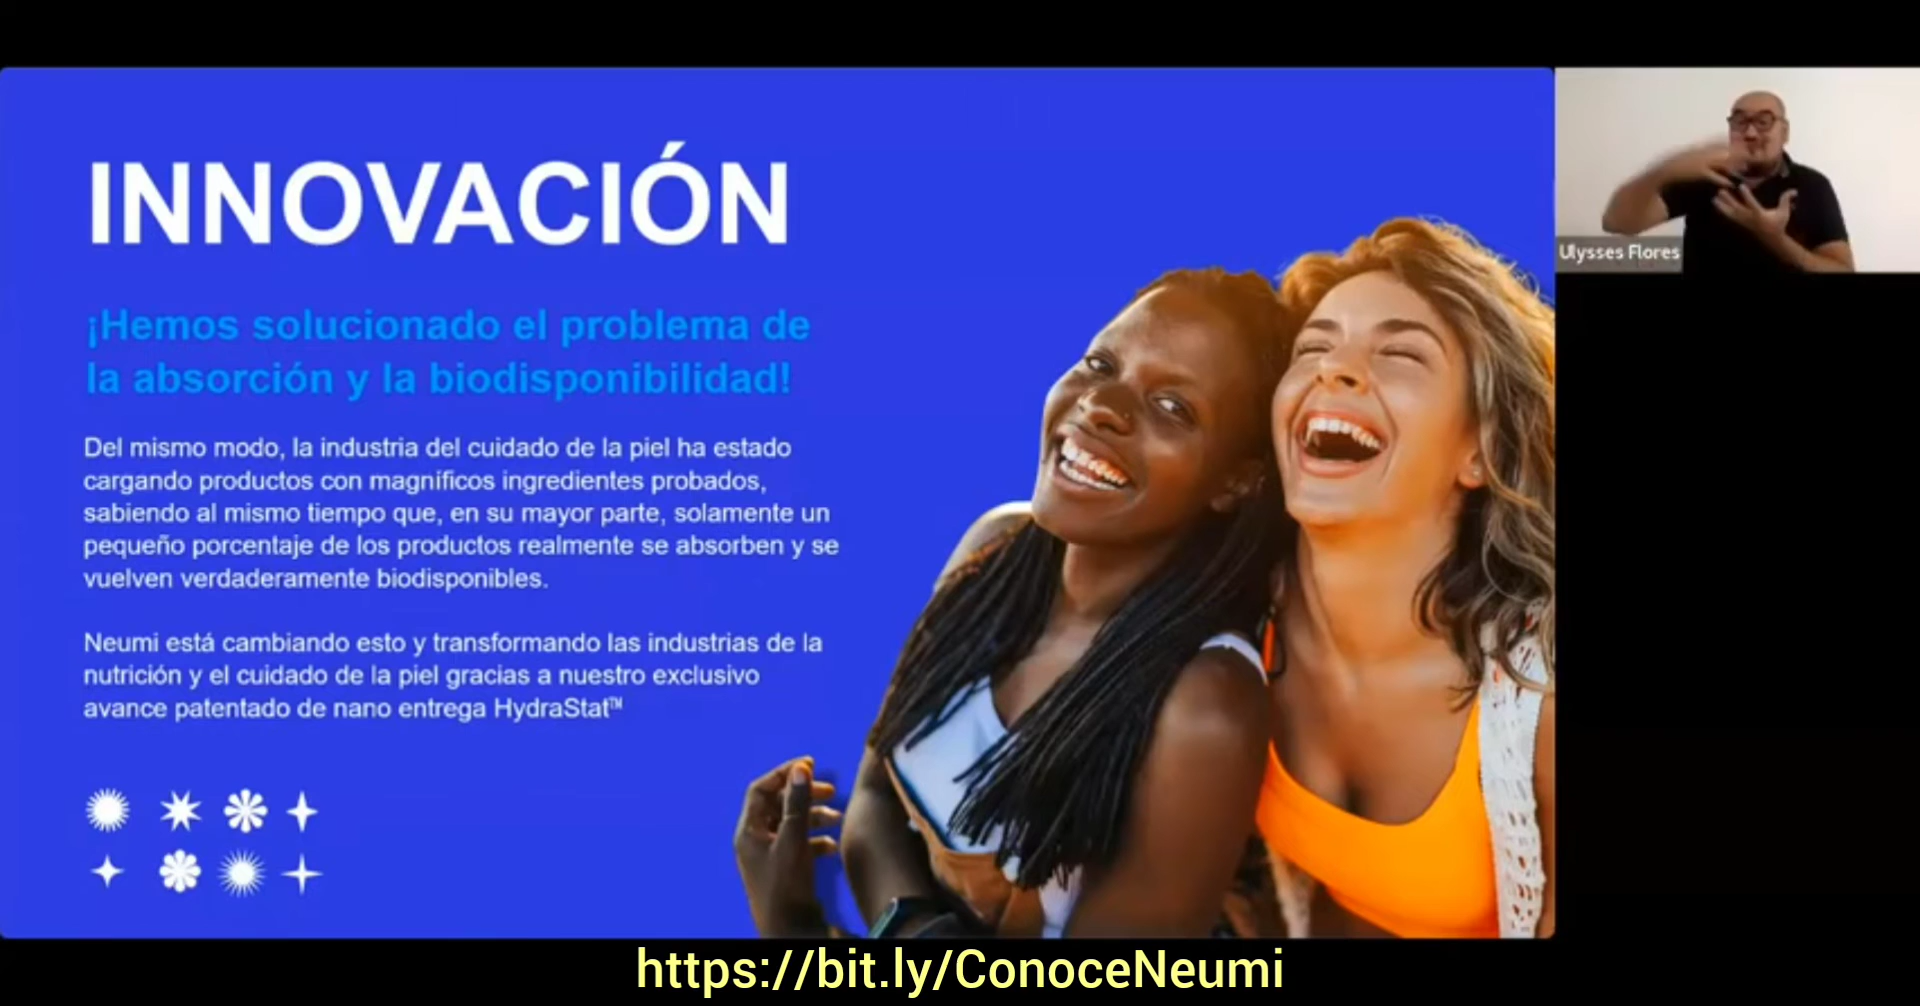 INNOVACIÓN
¡Hemos solucionado el problema de
la absorción y la biodisponibilidad!
Del mismo modo, la industria del cuidado de la piel ha estado
cargando productos con magníficos ingredientes probados,
sabiendo al mismo tiempo que, en su mayor parte, solamente un
pequeño porcentaje de los productos realmente se absorben y se
vuelven verdaderamente biodisponibles.
Neumi está cambiando esto y transformando las industrias de la
nutrición y el cuidado de la piel gracias a nuestro exclusivo
avance patentado de nano entrega HydraStat™
Ulysses Flores
https://bit.ly/ConoceNeumi